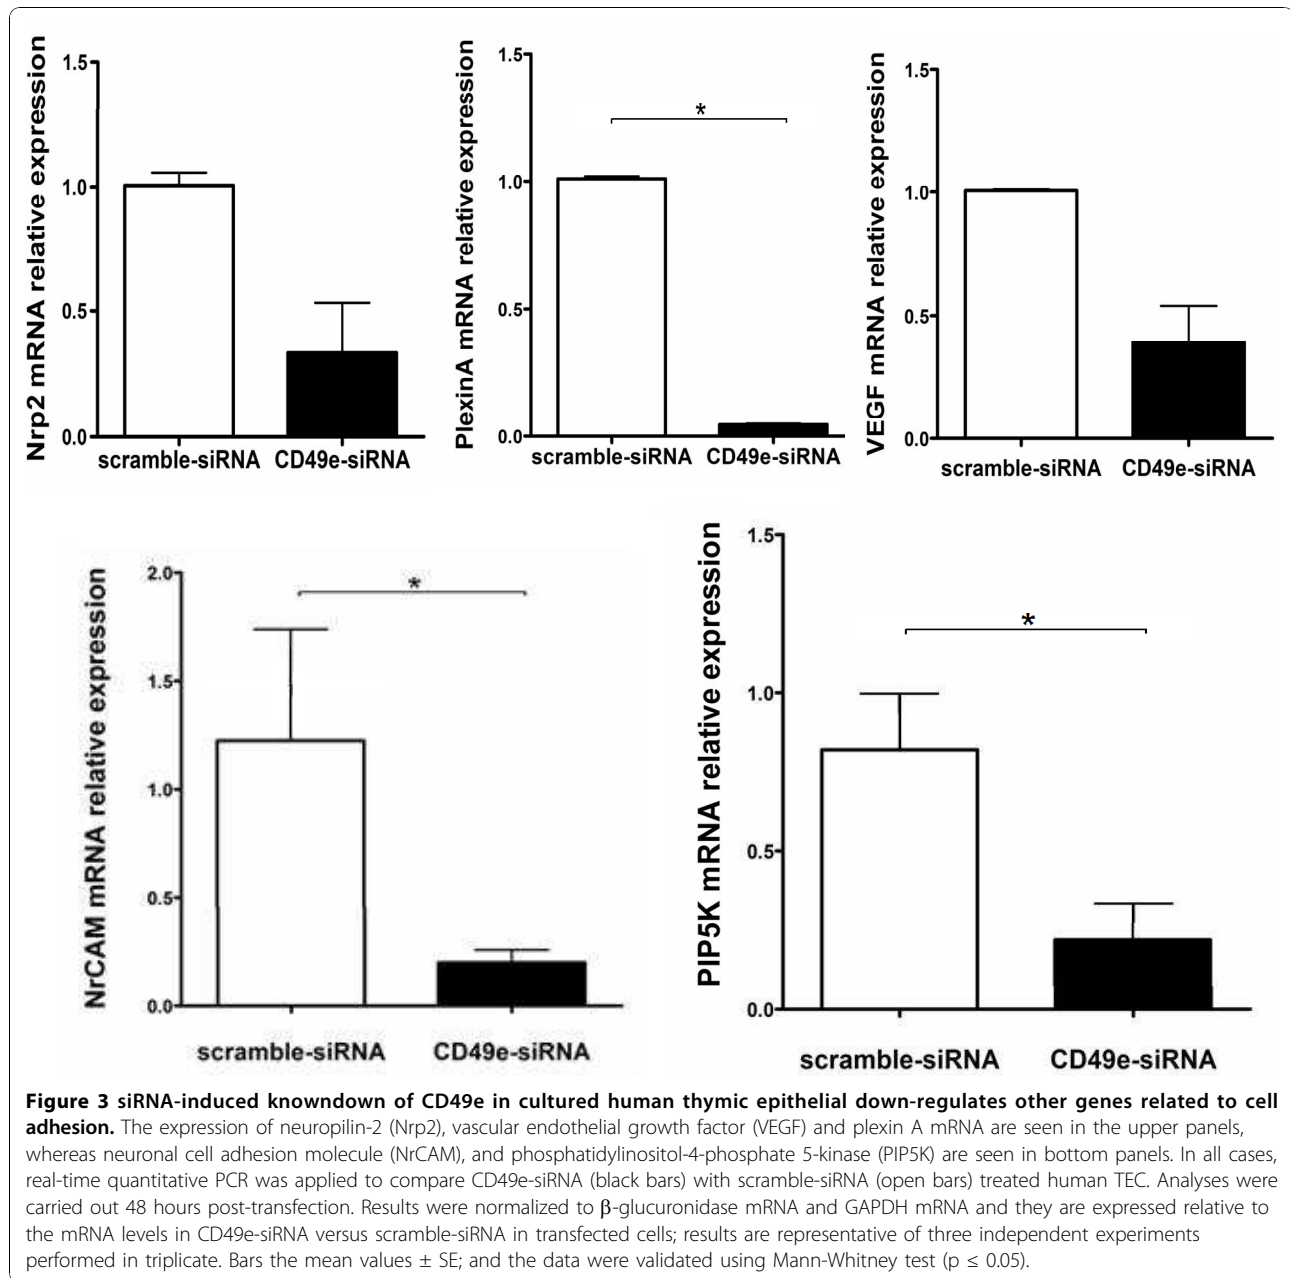 Nrp2 mRNA relative expression
1.5
1.0
0.5
0.0
scramble-siRNA CD49e-siRNA
PlexinA mRNA relative expression
1.5
1.0
0.5
0.0
*
scramble-siRNA CD49e-siRNA
VEGF mRNA relative expression
1.5
1.0
0.5
0.0
scramble-siRNA CD49e-siRNA
NrCAM mRNA relative expression
2.0
1.5
1.0
0.5
0.0
*
scramble-siRNA CD49e-siRNA
PIP5K mRNA relative expression
1.5
1.0
0.5
0.0
*
scramble-siRNA CD49e-siRNA
Figure 3 siRNA-induced knowndown of CD49e in cultured human thymic epithelial down-regulates other genes related to cell
adhesion. The expression of neuropilin-2 (Nrp2), vascular endothelial growth factor (VEGF) and plexin A mRNA are seen in the upper panels,
whereas neuronal cell adhesion molecule (NrCAM), and phosphatidylinositol-4-phosphate 5-kinase (PIP5K) are seen in bottom panels. In all cases,
real-time quantitative PCR was applied to compare CD49e-siRNA (black bars) with scramble-siRNA (open bars) treated human TEC. Analyses were
carried out 48 hours post-transfection. Results were normalized to β-glucuronidase mRNA and GAPDH mRNA and they are expressed relative to
the mRNA levels in CD49e-siRNA versus scramble-siRNA in transfected cells; results are representative of three independent experiments
performed in triplicate. Bars the mean values ± SE; and the data were validated using Mann-Whitney test (p ≤ 0.05).